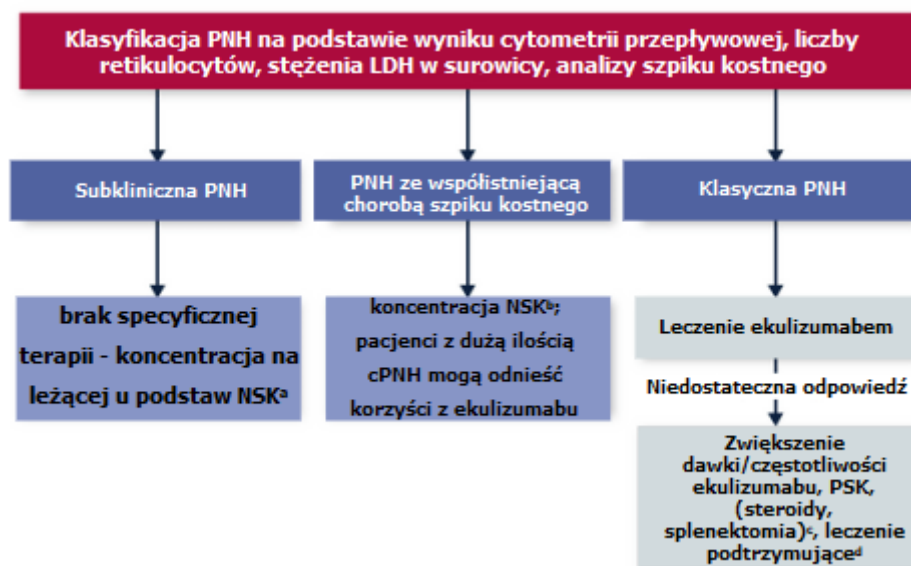 Klasyfikacja PNH na podstawie wyniku cytometrii przepływowej, liczby
retikulocytów, stężenia LDH w surowicy, analizy szpiku kostnego
Subkliniczna PNH
PNH ze współistniejącą
chorobą szpiku kostnego
Klasyczna PNH
brak specyficznej
terapii - koncentracja na
leżącej u podstaw NSKᵃ
koncentracja NSKᵇ;
pacjenci z dużą ilością
cPNH mogą odnieść
korzyści z ekulizumabu
Leczenie ekulizumabem
Niedostateczna odpowiedź
Zwiększenie
dawki/częstotliwości
ekulizumabu, PSK,
(steroidy,
splenektomia)ᶜ, leczenie
podtrzymująceᵈ